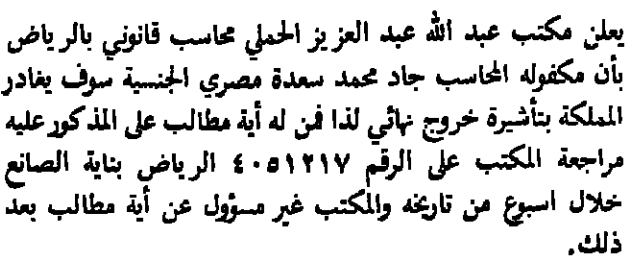 يعلن مكتب عبد الله عبد العزيز الحملي محاسب قانوني بالرياض
بأن مكفوله المحاسب جاد محمد سعدة مصري الجنسية سوف يغادر
المملكة بتأشيرة خروج نهائي لذا فمن له أية مطالب على المذكور عليه
مراجعة المكتب على الرقم ٤٠٥١٢١٧ الرياض بناية الصانع
خلال اسبوع من تاريخه والمكتب غير مسؤول عن أية مطالب بعد
ذلك.